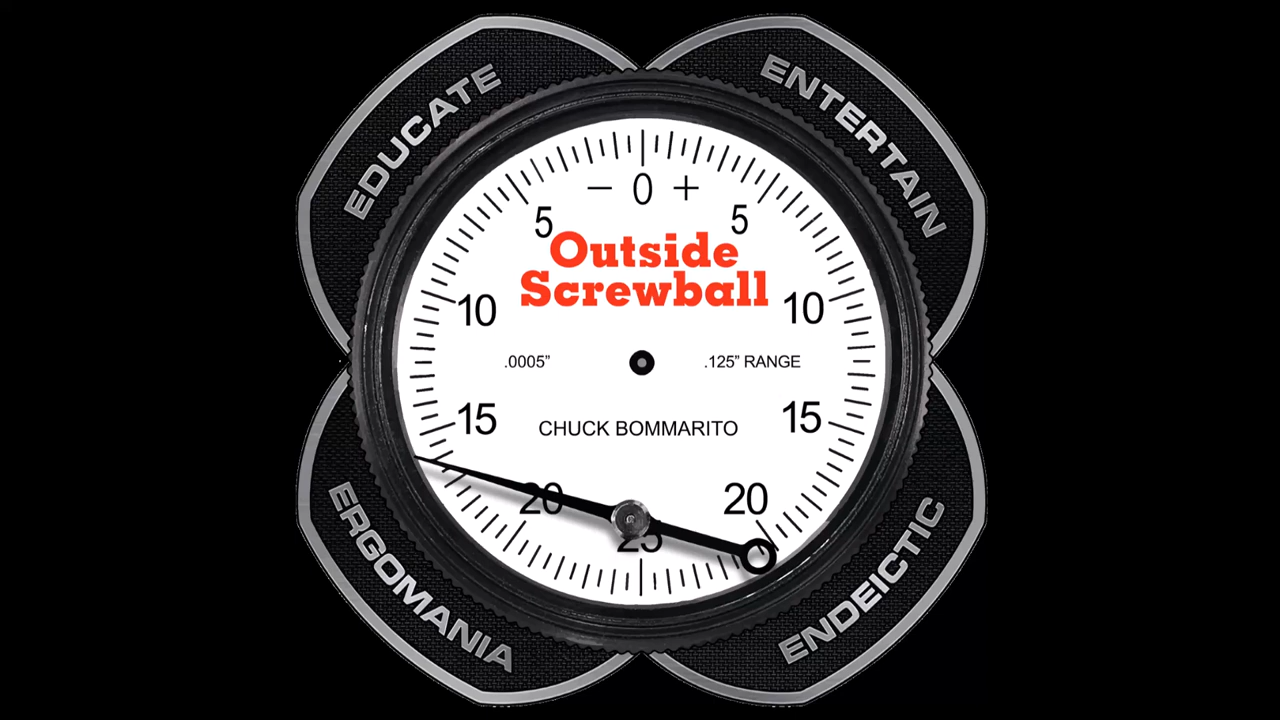 EDUCATE
ENTERTAIN
− 0 +
5 5
Outside
Screwball
10 10
.0005” .125” RANGE
15 15
CHUCK BOMMARITO
20 20
25
ERGOMANIA
ENDEICTIC